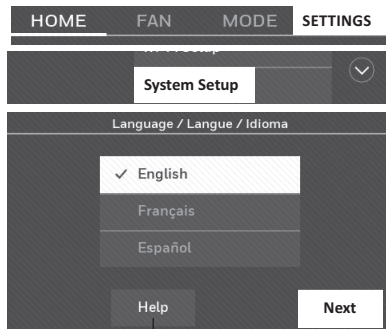 HOME FAN MODE SETTINGS
System Setup
Language / Langue / Idioma
✓ English
Français
Español
Help Next